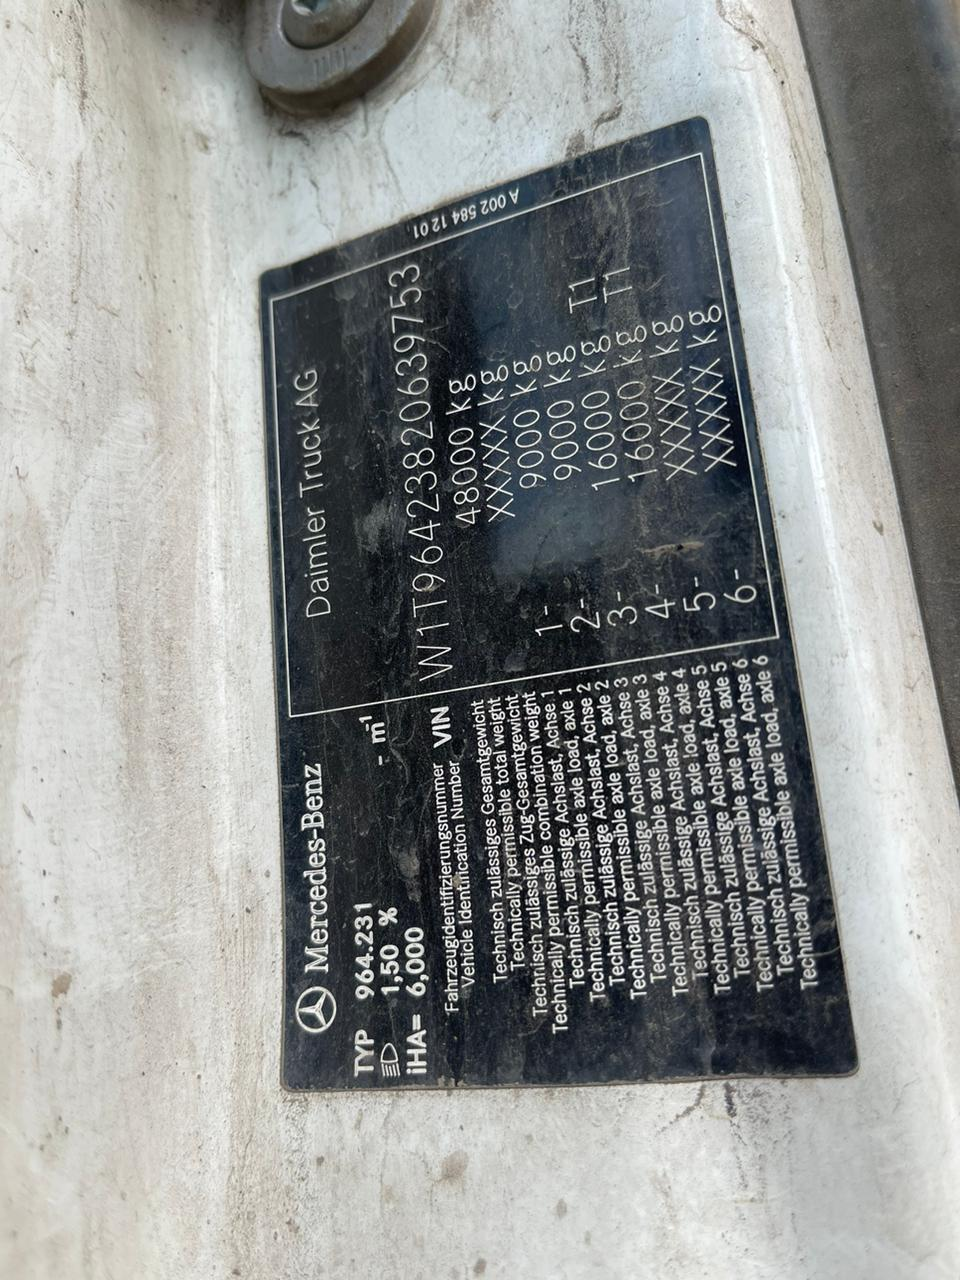 Mercedes-Benz
Daimler Truck AG
TYP 964.231
1,50 % - m-1
iHA= 6,000
Fahrzeugidentifizierungsnummer
Vehicle Identification Number VIN W1T96423820639753
Technisch zulässiges Gesamtgewicht
Technically permissible total weight 48000 kg
Technisch zulässiges Zug-Gesamtgewicht
Technically permissible combination weight XXXXX kg
Technisch zulässige Achslast, Achse 1
Technically permissible axle load, axle 1 1- 9000 kg
Technisch zulässige Achslast, Achse 2
Technically permissible axle load, axle 2 2- 9000 kg
Technisch zulässige Achslast, Achse 3
Technically permissible axle load, axle 3 3- 16000 kg T1
Technisch zulässige Achslast, Achse 4
Technically permissible axle load, axle 4 4- 16000 kg T1
Technisch zulässige Achslast, Achse 5
Technically permissible axle load, axle 5 5- XXXXX kg
Technisch zulässige Achslast, Achse 6
Technically permissible axle load, axle 6 6- XXXXX kg
A 002 584 12 01